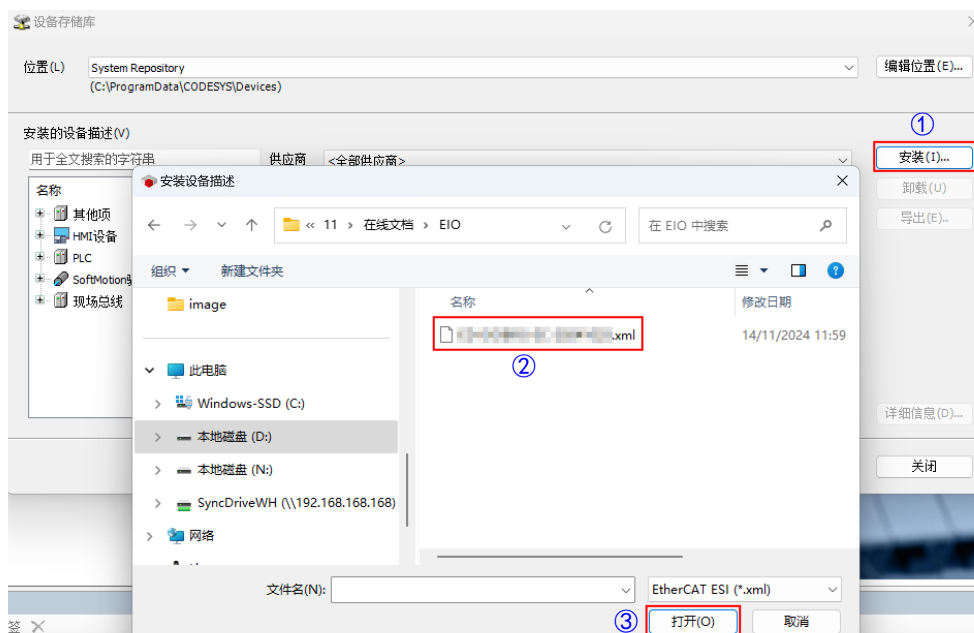 设备存储库
位置(L) System Repository 编辑位置(E)...
(C:\ProgramData\CODESYS\Devices)
安装的设备描述(V)
①
用于全文搜索的字符串 供应商 <全部供应商> 安装(I)...
安装设备描述
名称 卸载(U)
其他项
« 11 › 在线文档 › EIO 在 EIO 中搜索 导出(E)..
HMI设备
PLC
组织 新建文件夹
SoftMotion
现场总线
image 名称 修改日期
.xml 14/11/2024 11:59
②
此电脑
Windows-SSD (C:)
详细信息(D)...
本地磁盘 (D:)
本地磁盘 (N:) 关闭
SyncDriveWH (\\192.168.168.168)
网络
文件名(N): EtherCAT ESI (*.xml)
③ 打开(O) 取消
签